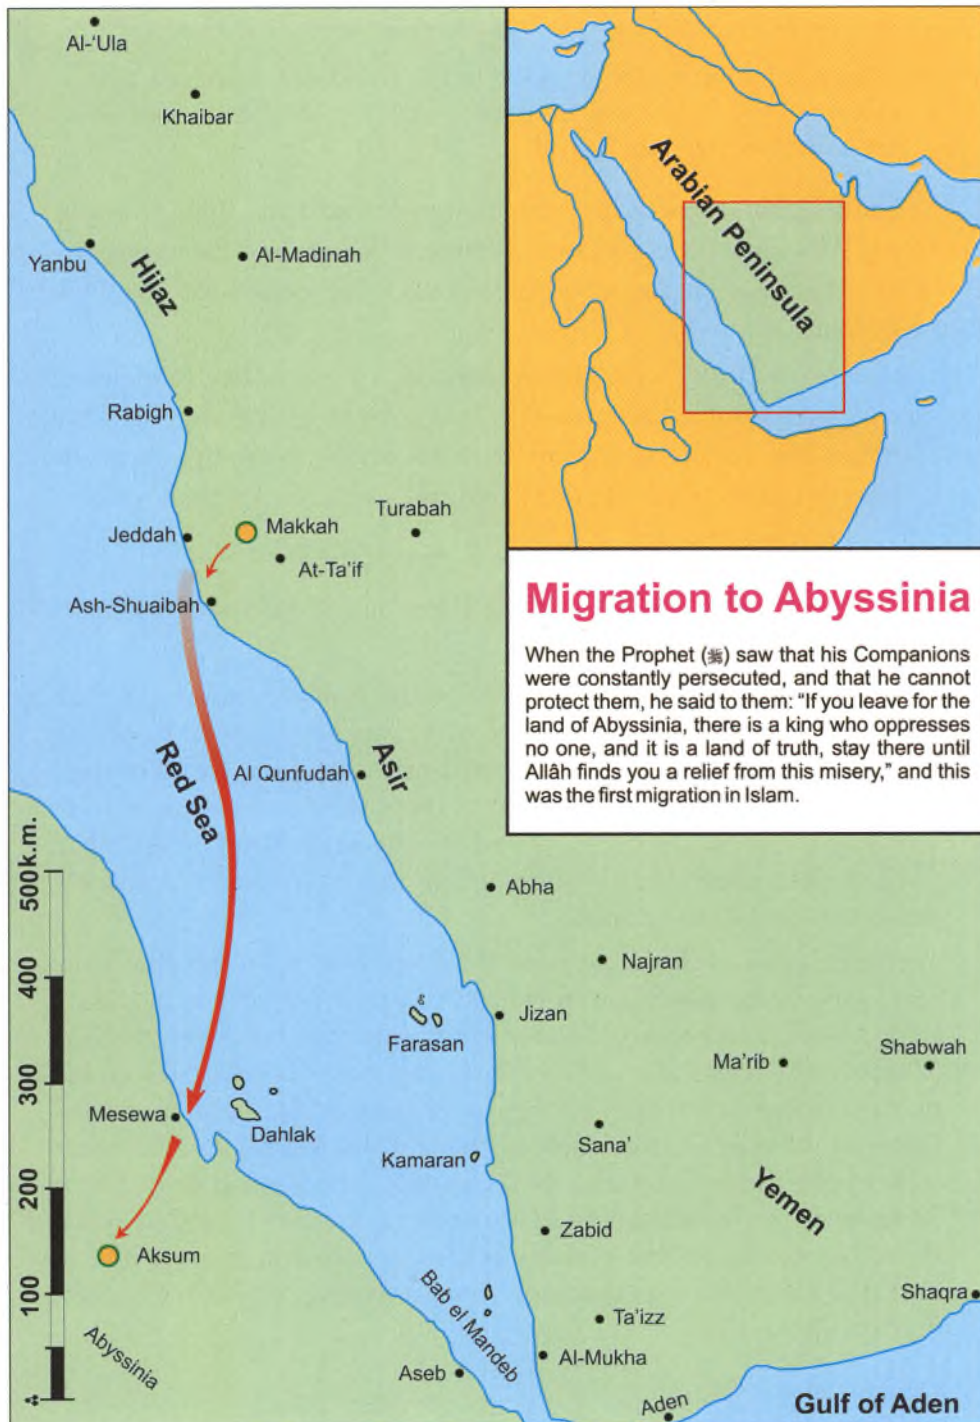 Al-‘Ula
Khaibar
Arabian Peninsula
Yanbu
Hijaz
Al-Madinah
Rabigh
Jeddah
Makkah
Turabah
At-Ta’if
Ash-Shuaibah
Migration to Abyssinia
When the Prophet (ﷺ) saw that his Companions
were constantly persecuted, and that he cannot
protect them, he said to them: “If you leave for the
land of Abyssinia, there is a king who oppresses
no one, and it is a land of truth, stay there until
Allâh finds you a relief from this misery,” and this
was the first migration in Islam.
Red Sea
Al Qunfudah
Asir
500k.m.
400
300
200
100
Abha
Najran
Jizan
Farasan
Ma’rib
Shabwah
Mesewa
Dahlak
Sana’
Kamaran
Yemen
Zabid
Aksum
Bab el Mandeb
Shaqra
Ta’izz
Abyssinia
Al-Mukha
Aseb
Aden
Gulf of Aden